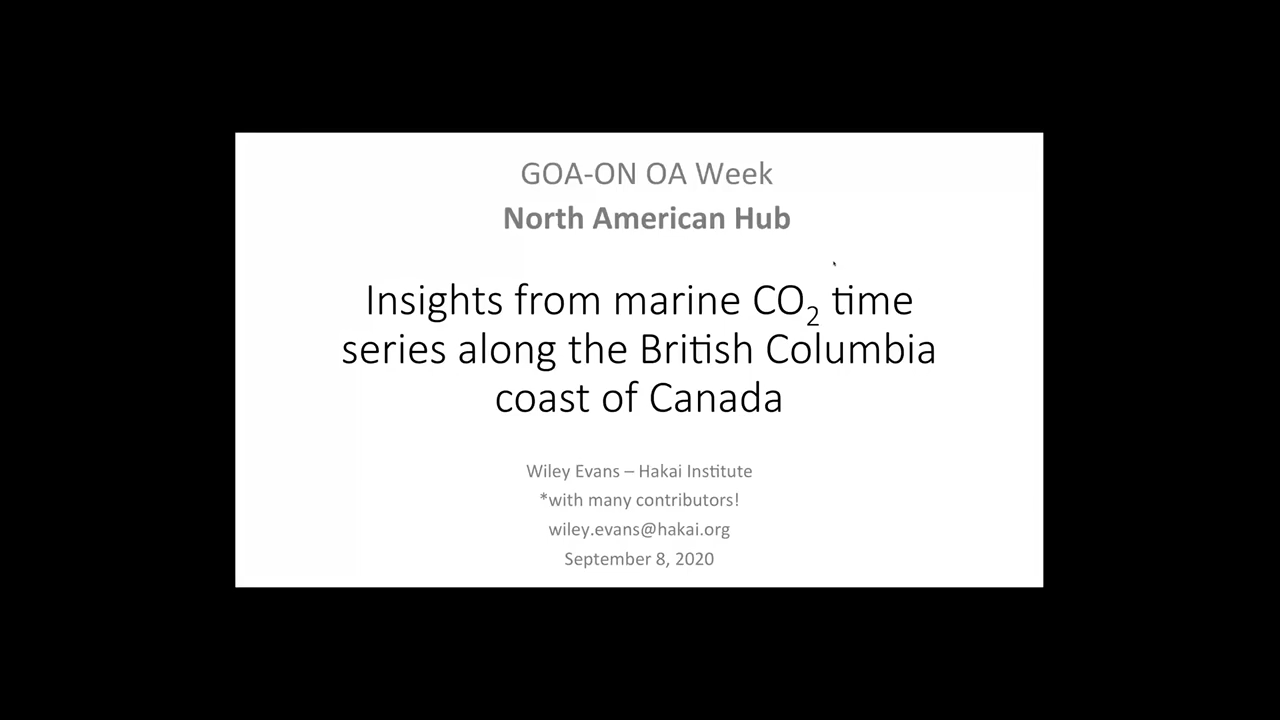 GOA-ON OA Week
North American Hub
Insights from marine CO₂ time
series along the British Columbia
coast of Canada
Wiley Evans – Hakai Institute
*with many contributors!
wiley.evans@hakai.org
September 8, 2020